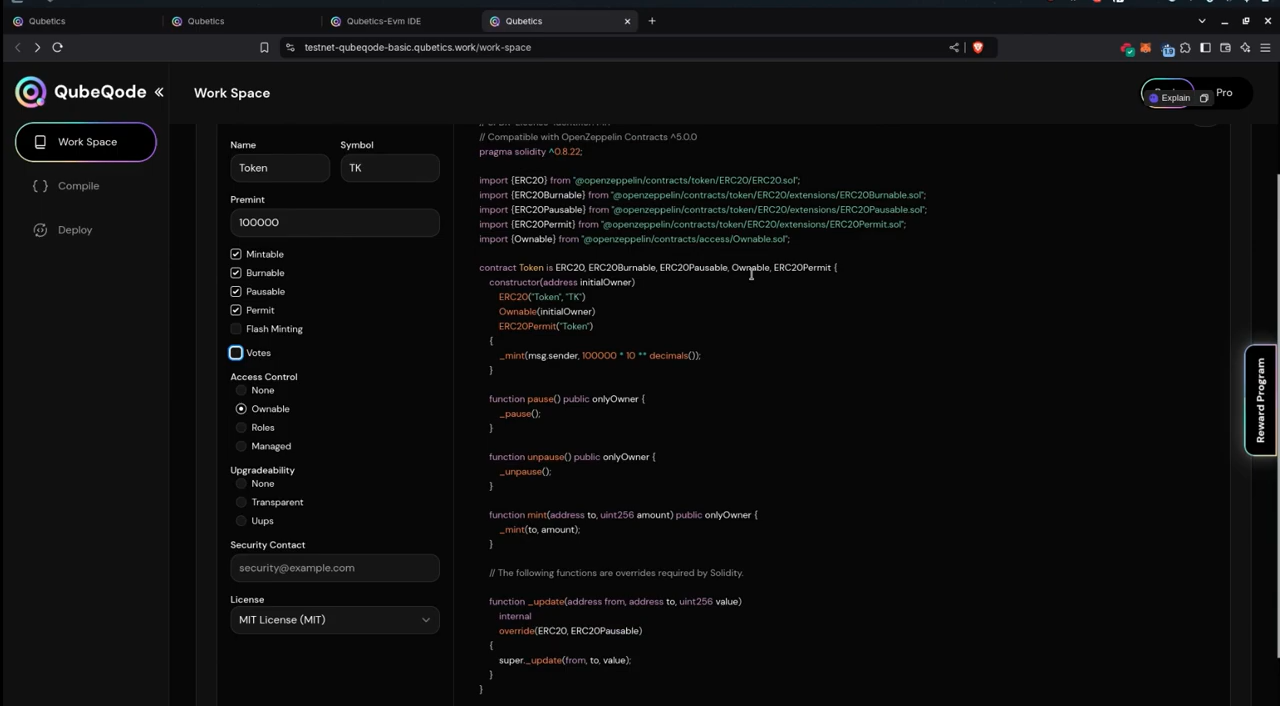 Qubetics
Qubetics
Qubetics-Evm IDE
Qubetics
testnet-qubeqode-basic.qubetics.work/work-space
QubeQode
Work Space
Explain
Pro
Work Space
Compile
Deploy
Name
Symbol
Token
TK
Premint
100000
Mintable
Burnable
Pausable
Permit
Flash Minting
Votes
Access Control
None
Ownable
Roles
Managed
Upgradeability
None
Transparent
Uups
Security Contact
security@example.com
License
MIT License (MIT)
// Compatible with OpenZeppelin Contracts ^5.0.0
pragma solidity ^0.8.22;
import {ERC20} from "@openzeppelin/contracts/token/ERC20/ERC20.sol";
import {ERC20Burnable} from "@openzeppelin/contracts/token/ERC20/extensions/ERC20Burnable.sol";
import {ERC20Pausable} from "@openzeppelin/contracts/token/ERC20/extensions/ERC20Pausable.sol";
import {ERC20Permit} from "@openzeppelin/contracts/token/ERC20/extensions/ERC20Permit.sol";
import {Ownable} from "@openzeppelin/contracts/access/Ownable.sol";
contract Token is ERC20, ERC20Burnable, ERC20Pausable, Ownable, ERC20Permit {
constructor(address initialOwner)
ERC20("Token", "TK")
Ownable(initialOwner)
ERC20Permit("Token")
{
_mint(msg.sender, 100000 * 10 ** decimals());
}
function pause() public onlyOwner {
_pause();
}
function unpause() public onlyOwner {
_unpause();
}
function mint(address to, uint256 amount) public onlyOwner {
_mint(to, amount);
}
// The following functions are overrides required by Solidity.
function _update(address from, address to, uint256 value)
internal
override(ERC20, ERC20Pausable)
{
super._update(from, to, value);
}
}
Reward Program